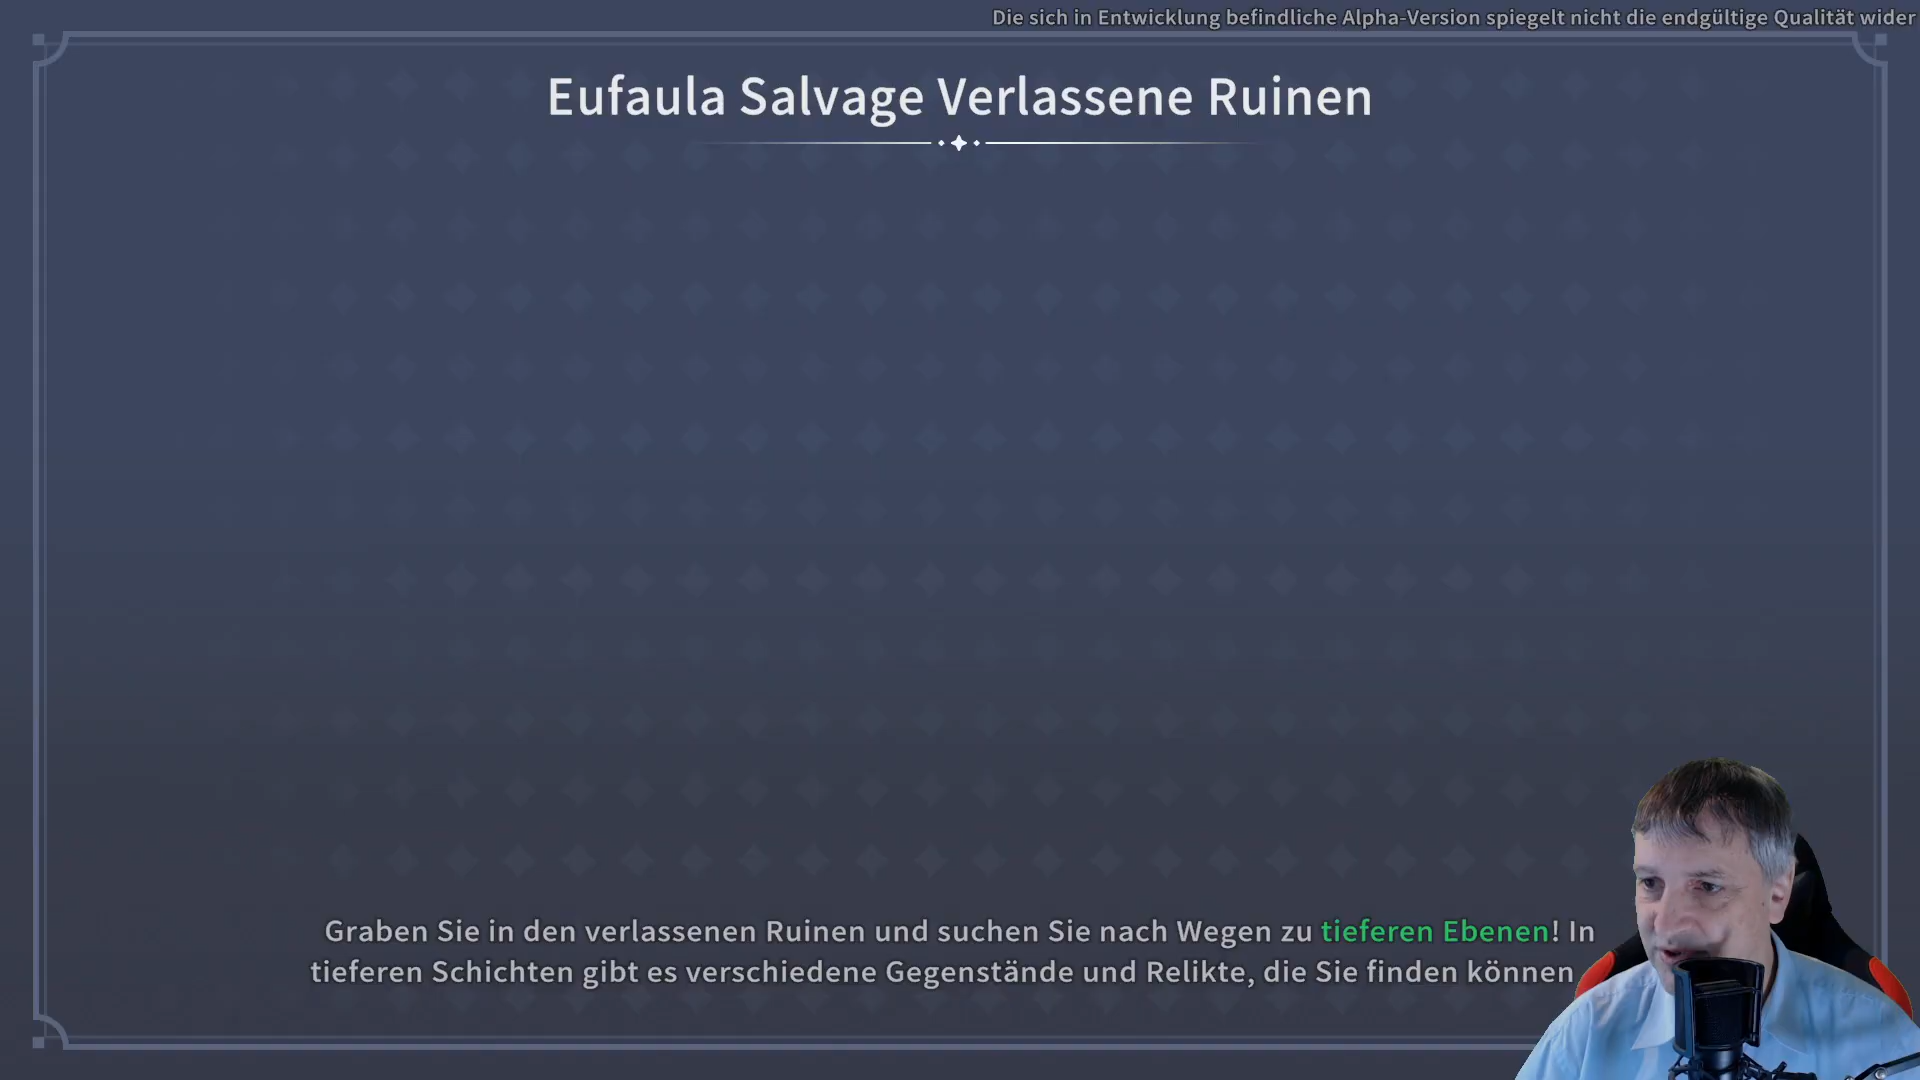 Die sich in Entwicklung befindliche Alpha-Version spiegelt nicht die endgültige Qualität wider
Eufaula Salvage Verlassene Ruinen
Graben Sie in den verlassenen Ruinen und suchen Sie nach Wegen zu tieferen Ebenen! In
tieferen Schichten gibt es verschiedene Gegenstände und Relikte, die Sie finden können